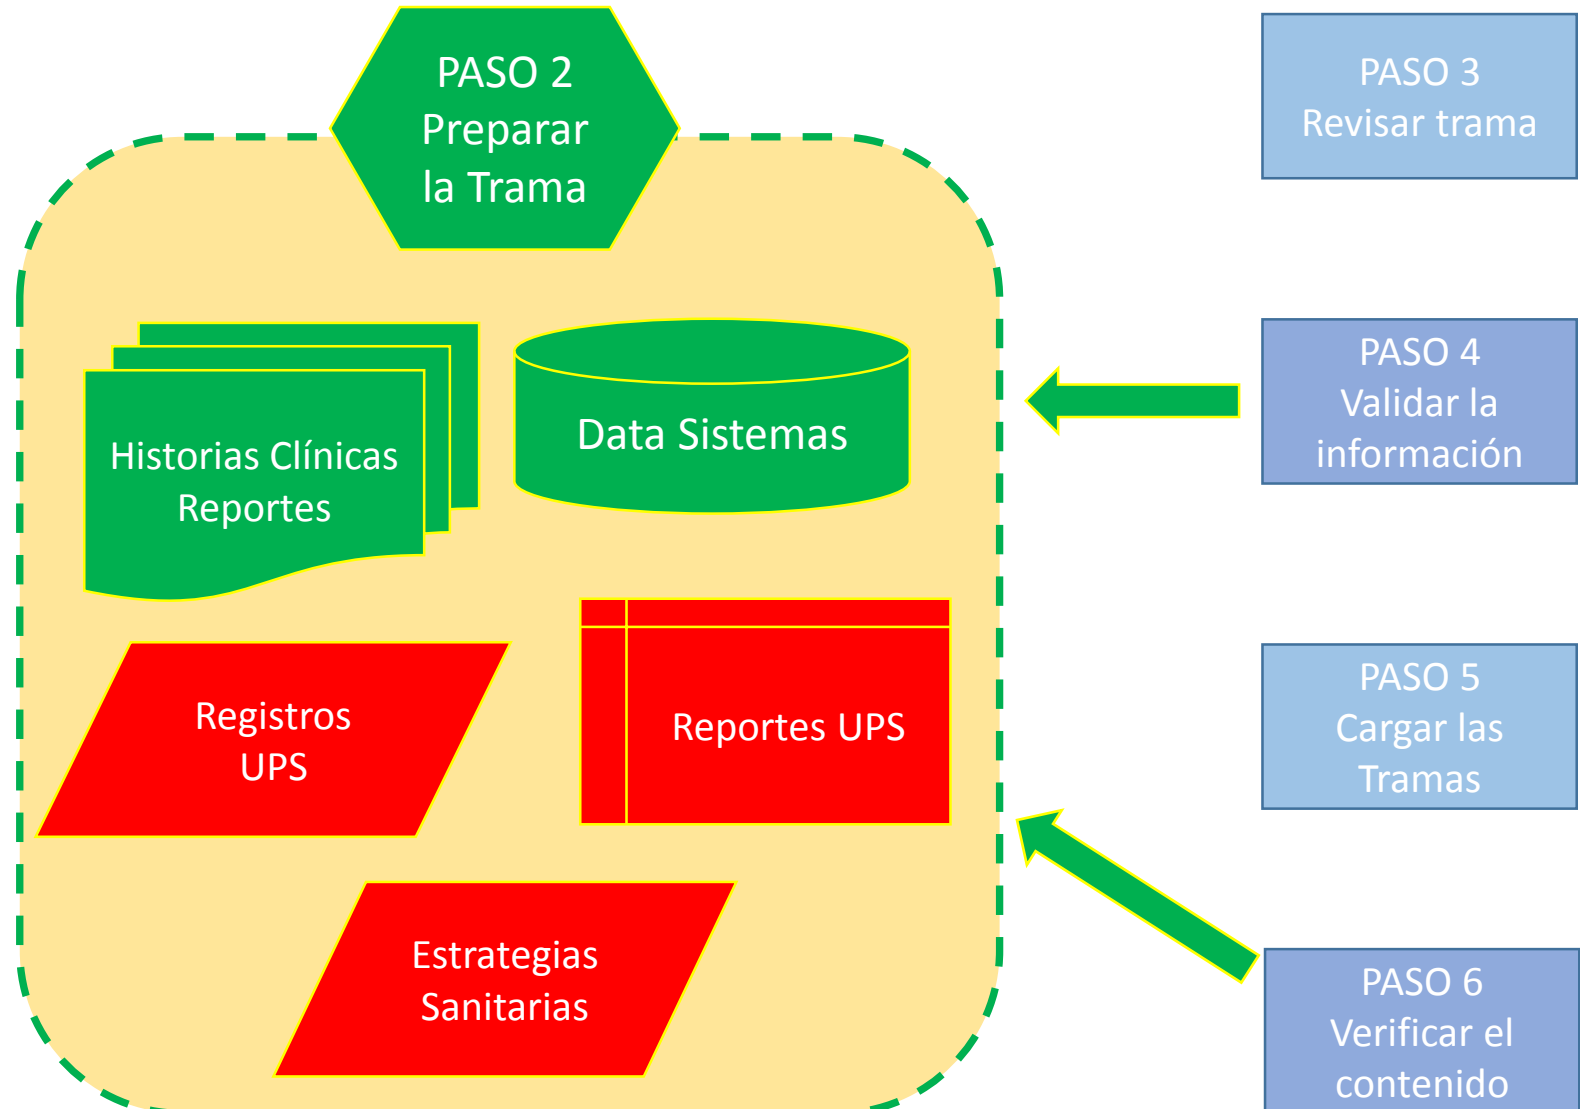 PASO 2
Preparar
la Trama
Historias Clínicas
Reportes
Data Sistemas
Registros
UPS
Reportes UPS
Estrategias
Sanitarias
PASO 3
Revisar trama
PASO 4
Validar la
información
PASO 5
Cargar las
Tramas
PASO 6
Verificar el
contenido